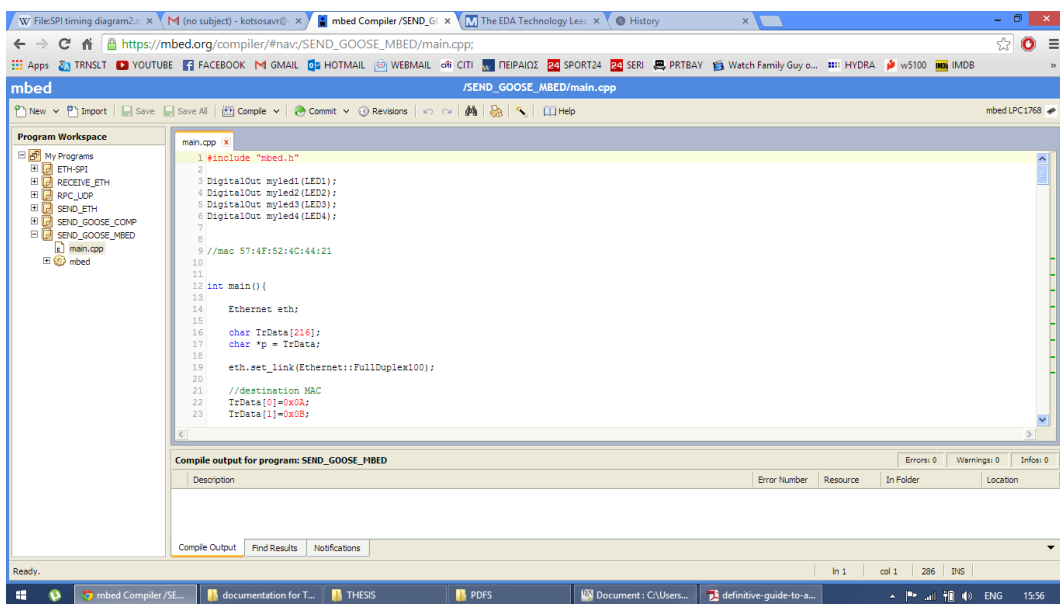 File:SPI timing diagram2.s
(no subject) - kotsosavr@
mbed Compiler /SEND_G
The EDA Technology Lea
History
https://mbed.org/compiler/#nav:/SEND_GOOSE_MBED/main.cpp;
Apps TRNSLT YOUTUBE FACEBOOK GMAIL HOTMAIL WEBMAIL citi CITI ΠΕΙΡΑΙΩΣ 24 SPORT24 24 SERI PRTBAY Watch Family Guy o... HYDRA w5100 IMDB »
mbed /SEND_GOOSE_MBED/main.cpp
New Import Save Save All Compile Commit Revisions Help mbed LPC1768
Program Workspace
My Programs
ETH-SPI
RECEIVE_ETH
RPC_UDP
SEND_ETH
SEND_GOOSE_COMP
SEND_GOOSE_MBED
main.cpp
mbed
main.cpp x
1 #include "mbed.h"
2
3 DigitalOut myled1(LED1);
4 DigitalOut myled2(LED2);
5 DigitalOut myled3(LED3);
6 DigitalOut myled4(LED4);
7
8
9 //mac 57:4F:52:4C:44:21
10
11
12 int main(){
13
14 Ethernet eth;
15
16 char TrData[216];
17 char *p = TrData;
18
19 eth.set_link(Ethernet::FullDuplex100);
20
21 //destination MAC
22 TrData[0]=0x0A;
23 TrData[1]=0x0B;
Compile output for program: SEND_GOOSE_MBED Errors: 0 Warnings: 0 Infos: 0
Description Error Number Resource In Folder Location
Compile Output Find Results Notifications
Ready. ln 1 col 1 286 INS
mbed Compiler /SE... documentation for T... THESIS PDFS Document : C:\Users... definitive-guide-to-a... ENG 15:56